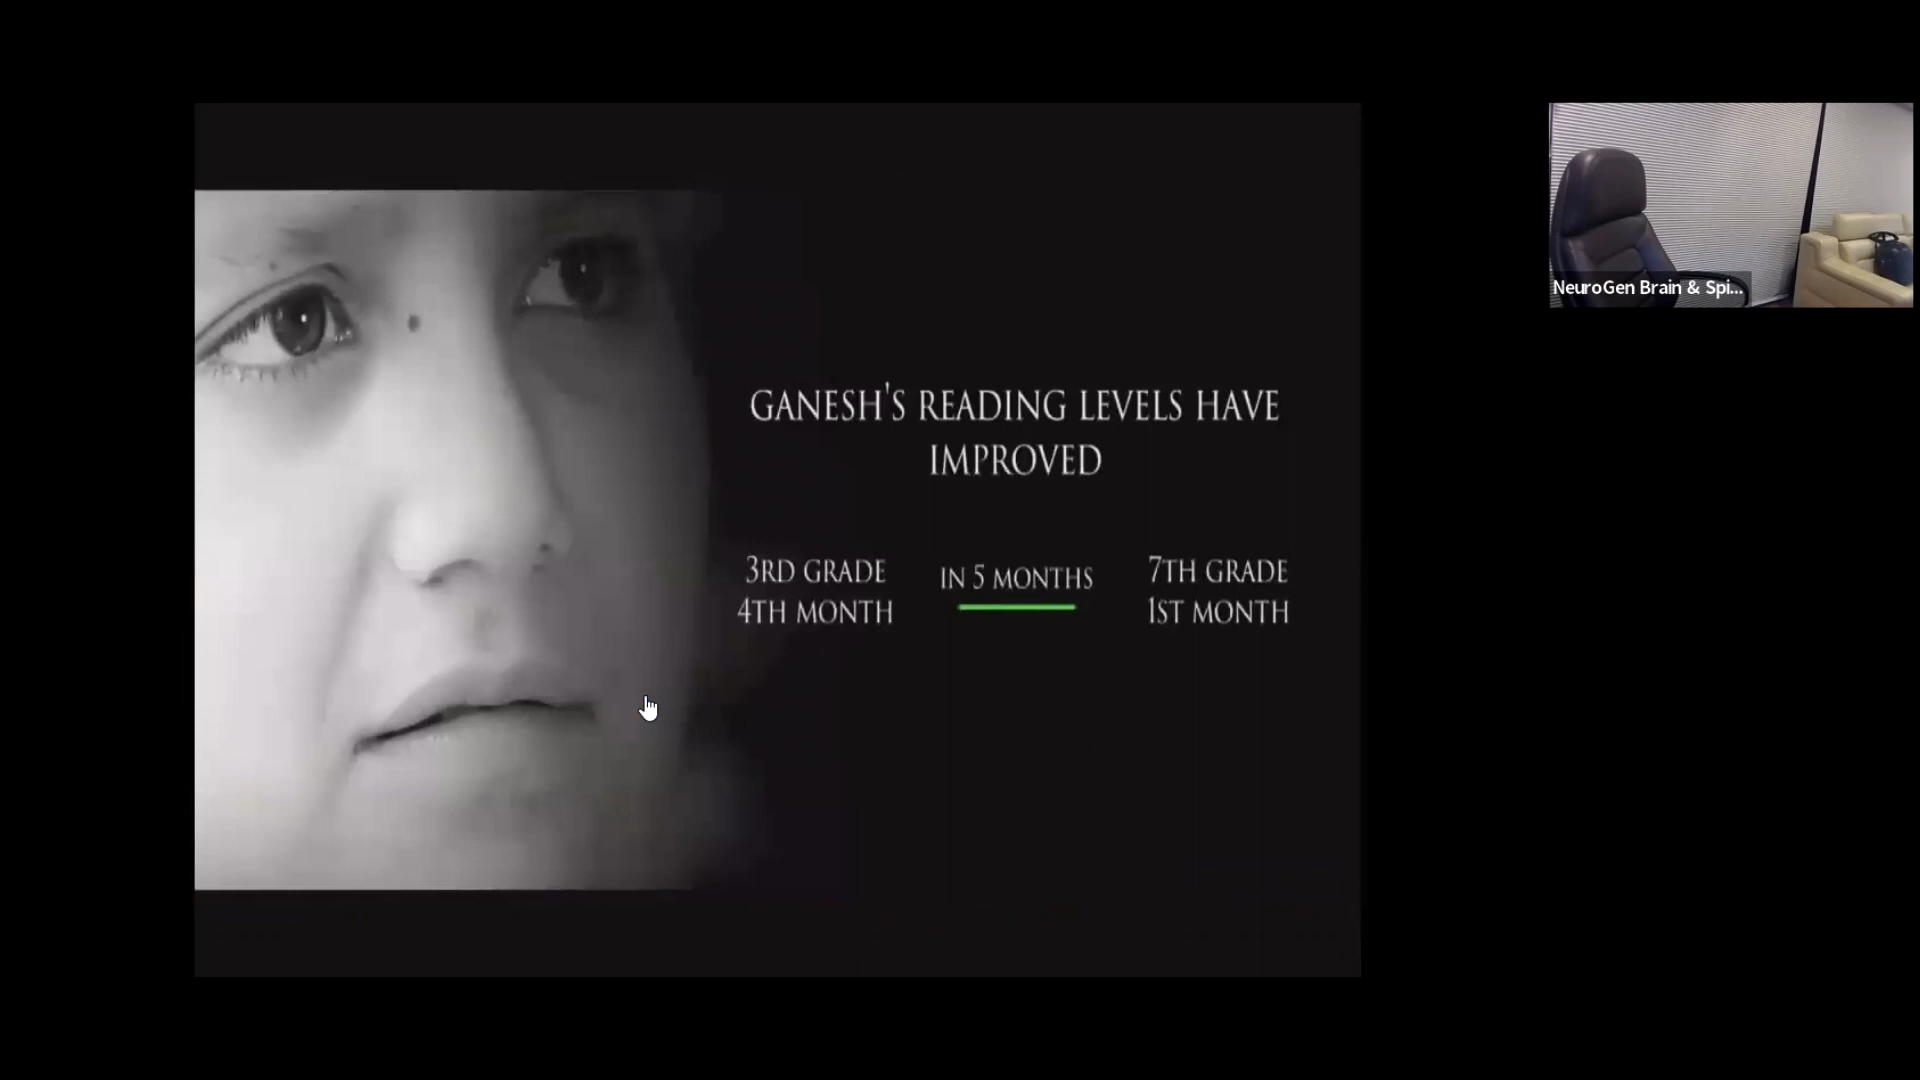 GANESH'S READING LEVELS HAVE
IMPROVED
3RD GRADE
4TH MONTH
IN 5 MONTHS
7TH GRADE
1ST MONTH
NeuroGen Brain & Spi...